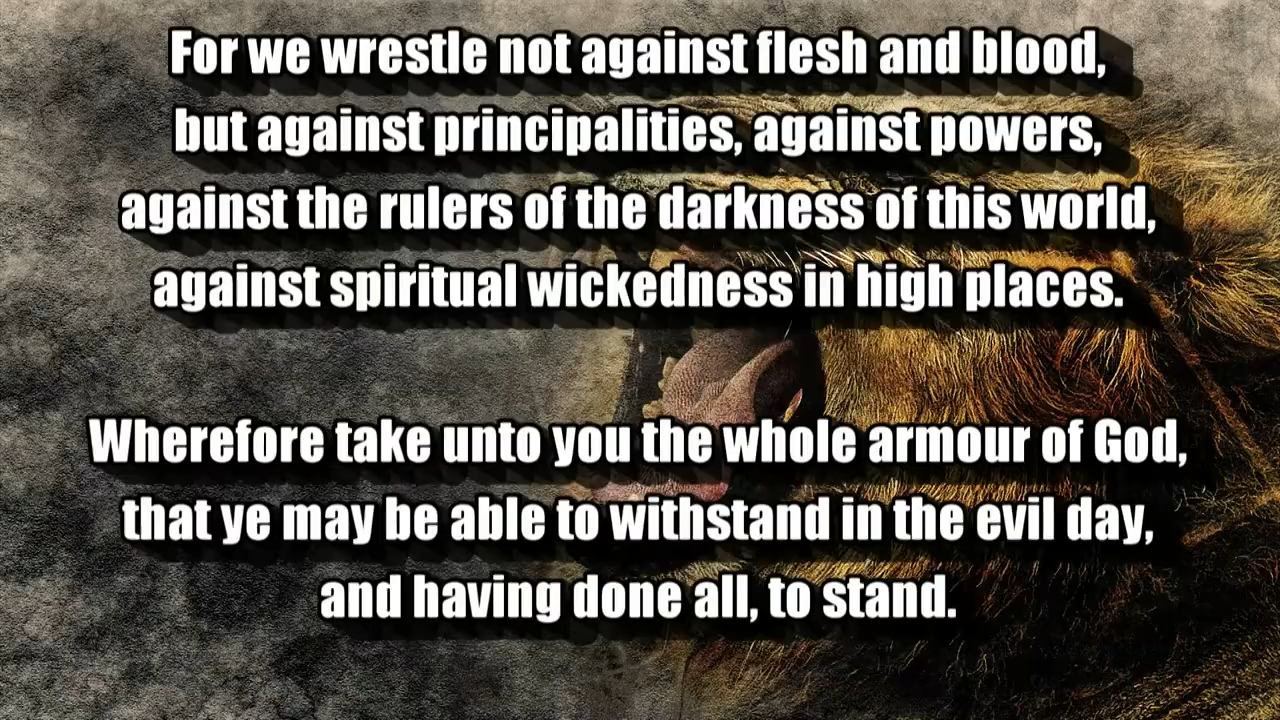 For we wrestle not against flesh and blood,
but against principalities, against powers,
against the rulers of the darkness of this world,
against spiritual wickedness in high places.
Wherefore take unto you the whole armour of God,
that ye may be able to withstand in the evil day,
and having done all, to stand.